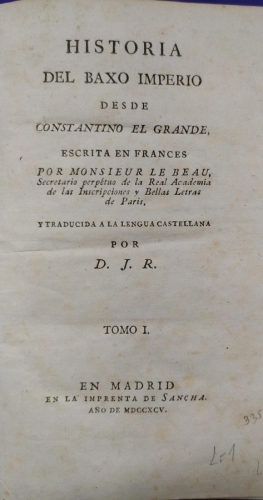 HISTORIA
DEL BAXO IMPERIO
DESDE
CONSTANTINO EL GRANDE,
ESCRITA EN FRANCES
POR MONSIEUR LE BEAU,
Secretario perpétuo de la Real Academia
de las Inscripciones y Bellas Letras
de Paris,
Y TRADUCIDA A LA LENGUA CASTELLANA
POR
D. J. R.
TOMO I.
EN MADRID
EN LA IMPRENTA DE SANCHA.
AÑO DE MDCCXCV.